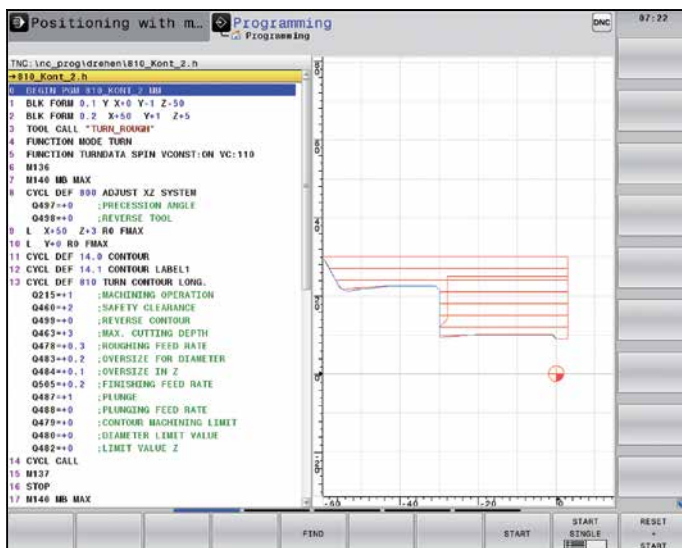 Positioning with m…
Programming
Programming
DNC
07:22
TNC:\nc_prog\drehen\810_Kont_2.h
→810_Kont_2.h
0 BEGIN PGM 810_KONT_2 MM
1 BLK FORM 0.1 Y X+0 Y-1 Z-50
2 BLK FORM 0.2 X+50 Y+1 Z+5
3 TOOL CALL "TURN_ROUGH"
4 FUNCTION MODE TURN
5 FUNCTION TURNDATA SPIN VCONST:ON VC:110
6 M136
7 M140 MB MAX
8 CYCL DEF 800 ADJUST XZ SYSTEM
Q497=+0 ;PRECESSION ANGLE
Q498=+0 ;REVERSE TOOL
9 L X+50 Z+3 R0 FMAX
10 L Y+0 R0 FMAX
11 CYCL DEF 14.0 CONTOUR
12 CYCL DEF 14.1 CONTOUR LABEL1
13 CYCL DEF 810 TURN CONTOUR LONG.
Q215=+1 ;MACHINING OPERATION
Q460=+2 ;SAFETY CLEARANCE
Q499=+0 ;REVERSE CONTOUR
Q463=+3 ;MAX. CUTTING DEPTH
Q478=+0.3 ;ROUGHING FEED RATE
Q483=+0.2 ;OVERSIZE FOR DIAMETER
Q484=+0.1 ;OVERSIZE IN Z
Q505=+0.2 ;FINISHING FEED RATE
Q487=+1 ;PLUNGE
Q488=+0 ;PLUNGING FEED RATE
Q479=+0 ;CONTOUR MACHINING LIMIT
Q480=+0 ;DIAMETER LIMIT VALUE
Q482=+0 ;LIMIT VALUE Z
14 CYCL CALL
15 M137
16 STOP
17 M140 MB MAX
-60 -40 -20 0
FIND
START
START SINGLE
RESET + START